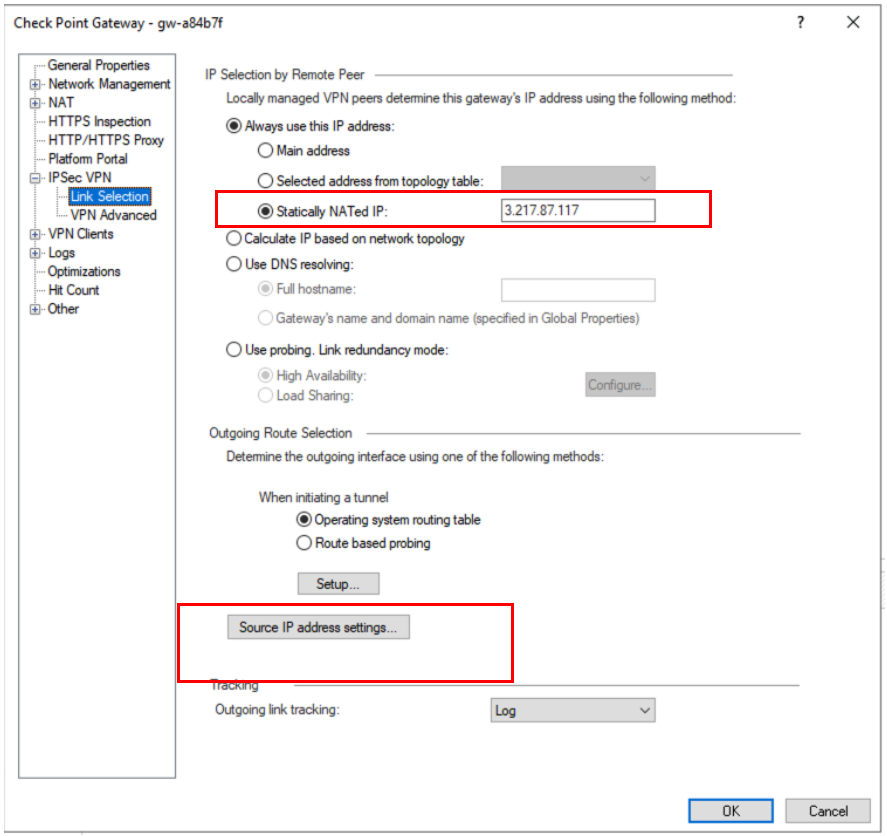 Check Point Gateway - gw-a84b7f
?
General Properties
Network Management
NAT
HTTPS Inspection
HTTP/HTTPS Proxy
Platform Portal
IPSec VPN
Link Selection
VPN Advanced
VPN Clients
Logs
Optimizations
Hit Count
Other
IP Selection by Remote Peer
Locally managed VPN peers determine this gateway's IP address using the following method:
Always use this IP address:
Main address
Selected address from topology table:
Statically NATed IP: 3.217.87.117
Calculate IP based on network topology
Use DNS resolving:
Full hostname:
Gateway's name and domain name (specified in Global Properties)
Use probing. Link redundancy mode:
High Availability:
Load Sharing:
Configure...
Outgoing Route Selection
Determine the outgoing interface using one of the following methods:
When initiating a tunnel
Operating system routing table
Route based probing
Setup...
Source IP address settings...
Tracking
Outgoing link tracking: Log
OK Cancel